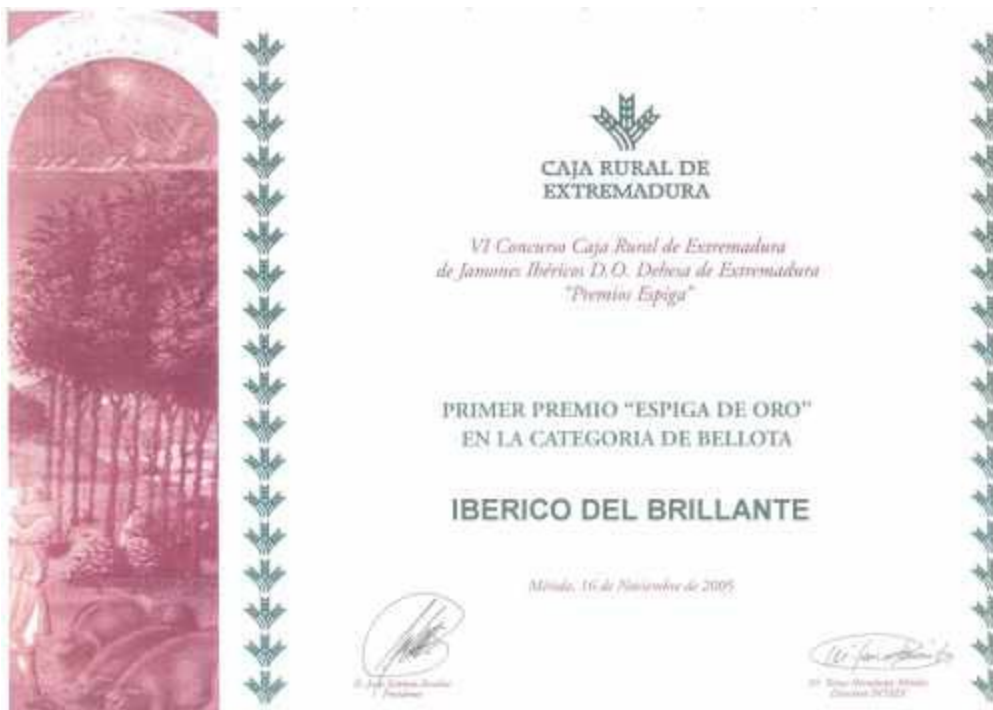 CAJA RURAL DE
EXTREMADURA
VI Concurso Caja Rural de Extremadura
de Jamones Ibéricos D.O. Dehesa de Extremadura
"Premios Espiga"
PRIMER PREMIO "ESPIGA DE ORO"
EN LA CATEGORIA DE BELLOTA
IBERICO DEL BRILLANTE
Mérida, 16 de Noviembre de 2005
Presidente